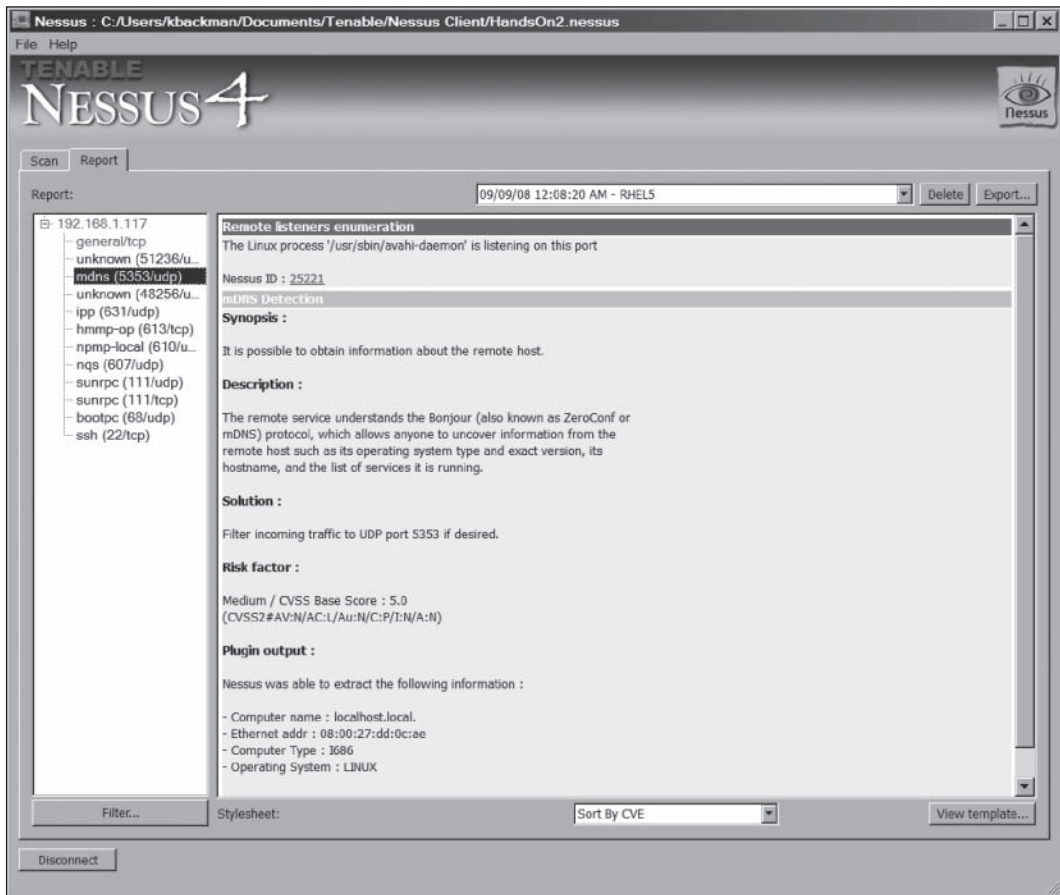 Nessus : C:/Users/kbackman/Documents/Tenable/Nessus Client/HandsOn2.nessus
File Help
TENABLE
NESSUS 4
Nessus
Scan Report
Report: 09/09/08 12:08:20 AM - RHEL5 Delete Export...
192.168.1.117
general/tcp
unknown (51236/u...
mdns (5353/udp)
unknown (48256/u...
ipp (631/udp)
hmmp-op (613/tcp)
npmp-local (610/u...
nqs (607/udp)
sunrpc (111/udp)
sunrpc (111/tcp)
bootpc (68/udp)
ssh (22/tcp)
Remote listeners enumeration
The Linux process '/usr/sbin/avahi-daemon' is listening on this port
Nessus ID : 25221
mDNS Detection
Synopsis :
It is possible to obtain information about the remote host.
Description :
The remote service understands the Bonjour (also known as ZeroConf or
mDNS) protocol, which allows anyone to uncover information from the
remote host such as its operating system type and exact version, its
hostname, and the list of services it is running.
Solution :
Filter incoming traffic to UDP port 5353 if desired.
Risk factor :
Medium / CVSS Base Score : 5.0
(CVSS2#AV:N/AC:L/Au:N/C:P/I:N/A:N)
Plugin output :
Nessus was able to extract the following information :
- Computer name : localhost.local.
- Ethernet addr : 08:00:27:dd:0c:ae
- Computer Type : I686
- Operating System : LINUX
Filter... Stylesheet: Sort By CVE View template...
Disconnect